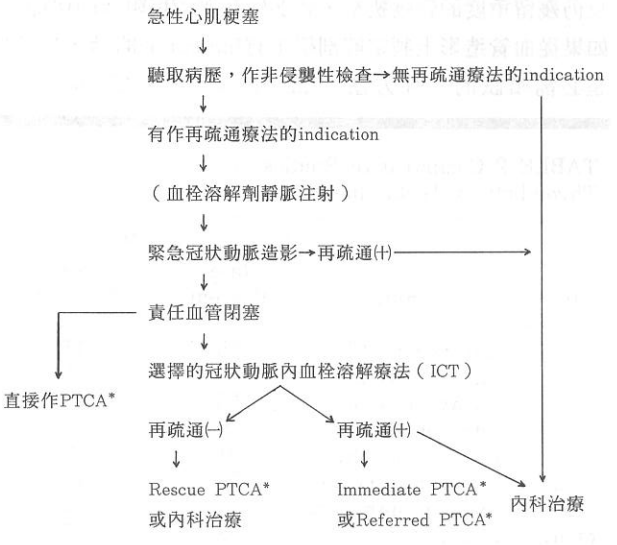 急性心肌梗塞
聽取病歷，作非侵襲性檢查→無再疏通療法的indication
有作再疏通療法的indication
（血栓溶解劑靜脈注射）
緊急冠狀動脈造影→再疏通(+)
責任血管閉塞
選擇的冠狀動脈內血栓溶解療法（ICT）
直接作PTCA*
再疏通(−) 再疏通(+)
Rescue PTCA* Immediate PTCA*
或內科治療 或Referred PTCA* 內科治療